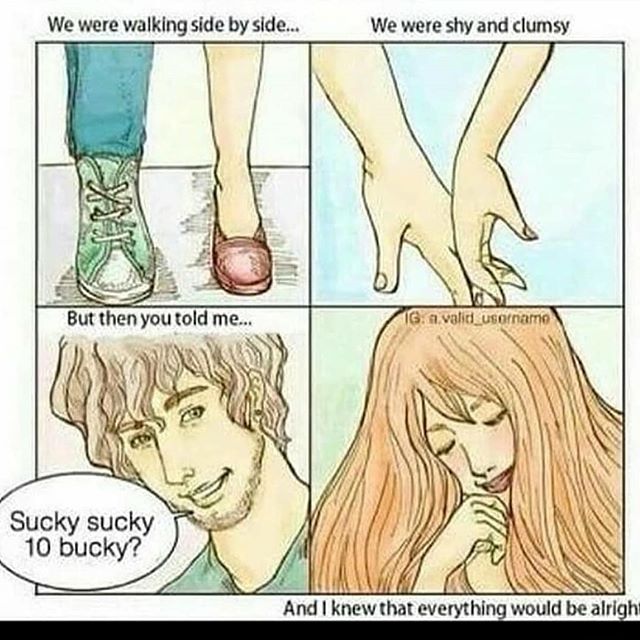 We were walking side by side...
We were shy and clumsy
But then you told me...
IG: a.valid_username
Sucky sucky
10 bucky?
And I knew that everything would be alright